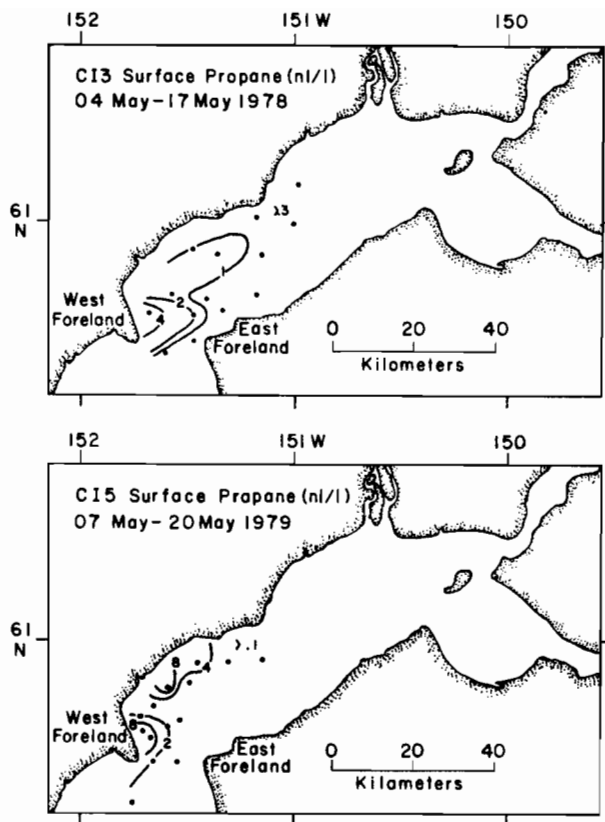 152 151 W 150
CI3 Surface Propane (nl/l)
04 May-17 May 1978
61
N
.3
1
2
4
West
Foreland
East
Foreland
0 20 40
Kilometers
152 151 W 150
CI5 Surface Propane (nl/l)
07 May-20 May 1979
61
N
>.1
8
4
8
2
West
Foreland
East
Foreland
0 20 40
Kilometers